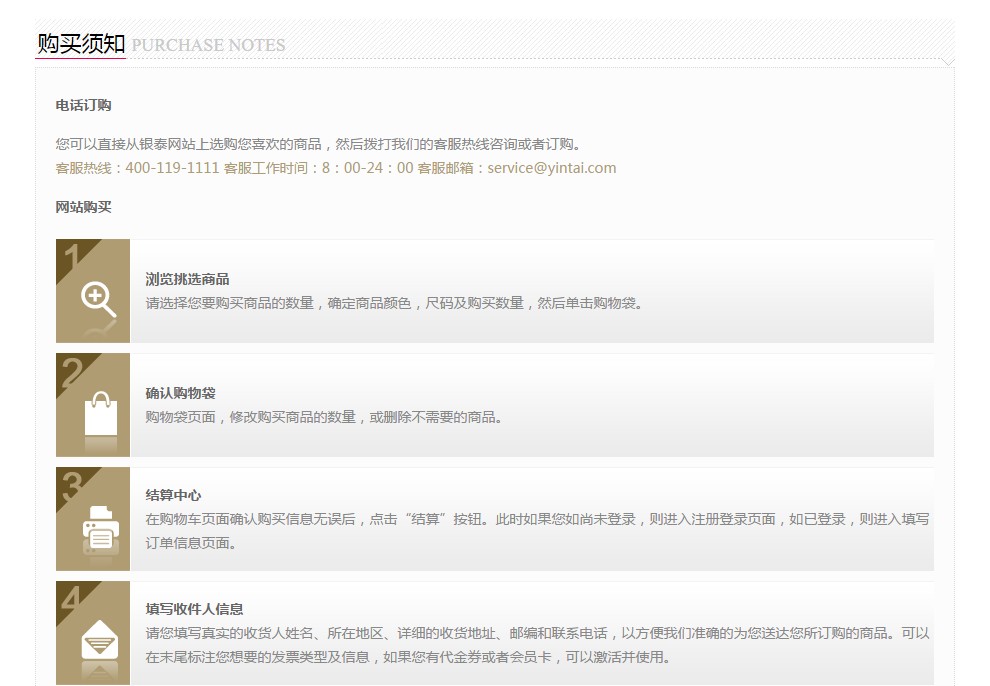 购买须知 PURCHASE NOTES
电话订购
您可以直接从银泰网站上选购您喜欢的商品，然后拨打我们的客服热线咨询或者订购。
客服热线：400-119-1111 客服工作时间：8：00-24：00 客服邮箱：service@yintai.com
网站购买
1
浏览挑选商品
请选择您要购买商品的数量，确定商品颜色，尺码及购买数量，然后单击购物袋。
2
确认购物袋
购物袋页面，修改购买商品的数量，或删除不需要的商品。
3
结算中心
在购物车页面确认购买信息无误后，点击“结算”按钮。此时如果您如尚未登录，则进入注册登录页面，如已登录，则进入填写
订单信息页面。
4
填写收件人信息
请您填写真实的收货人姓名、所在地区、详细的收货地址、邮编和联系电话，以方便我们准确的为您送达您所订购的商品。可以
在末尾标注您想要的发票类型及信息，如果您有代金券或者会员卡，可以激活并使用。